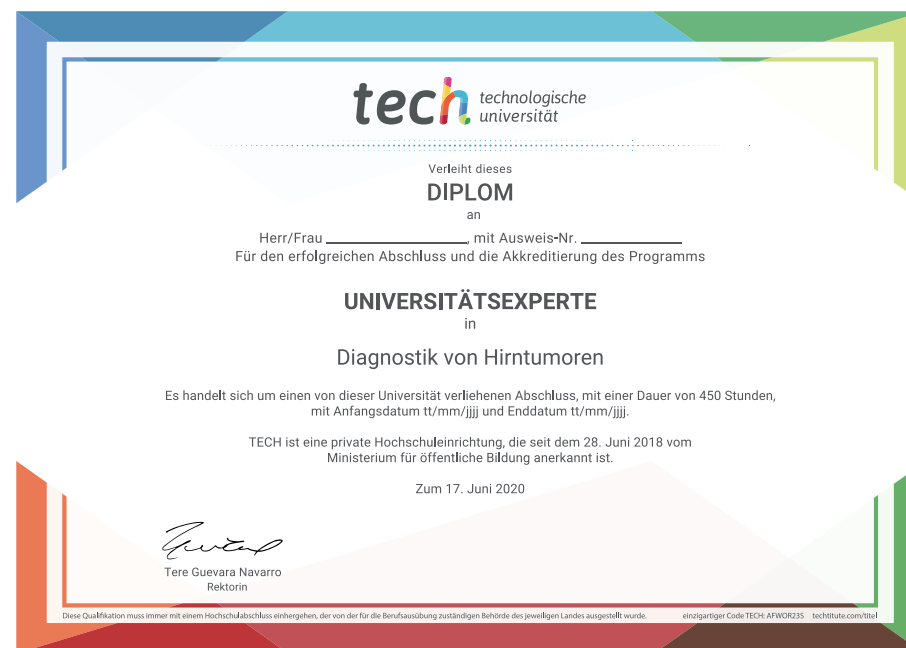 tech technologische
universität
Verleiht dieses
DIPLOM
an
Herr/Frau ____________________, mit Ausweis-Nr. ______________
Für den erfolgreichen Abschluss und die Akkreditierung des Programms
UNIVERSITÄTSEXPERTE
in
Diagnostik von Hirntumoren
Es handelt sich um einen von dieser Universität verliehenen Abschluss, mit einer Dauer von 450 Stunden,
mit Anfangsdatum tt/mm/jjjj und Enddatum tt/mm/jjjj.
TECH ist eine private Hochschuleinrichtung, die seit dem 28. Juni 2018 vom
Ministerium für öffentliche Bildung anerkannt ist.
Zum 17. Juni 2020
Tere Guevara Navarro
Rektorin
Diese Qualifikation muss immer mit einem Hochschulabschluss einhergehen, der von der für die Berufsausübung zuständigen Behörde des jeweiligen Landes ausgestellt wurde. einzigartiger Code TECH: AFWOR23S techtitute.com/titel